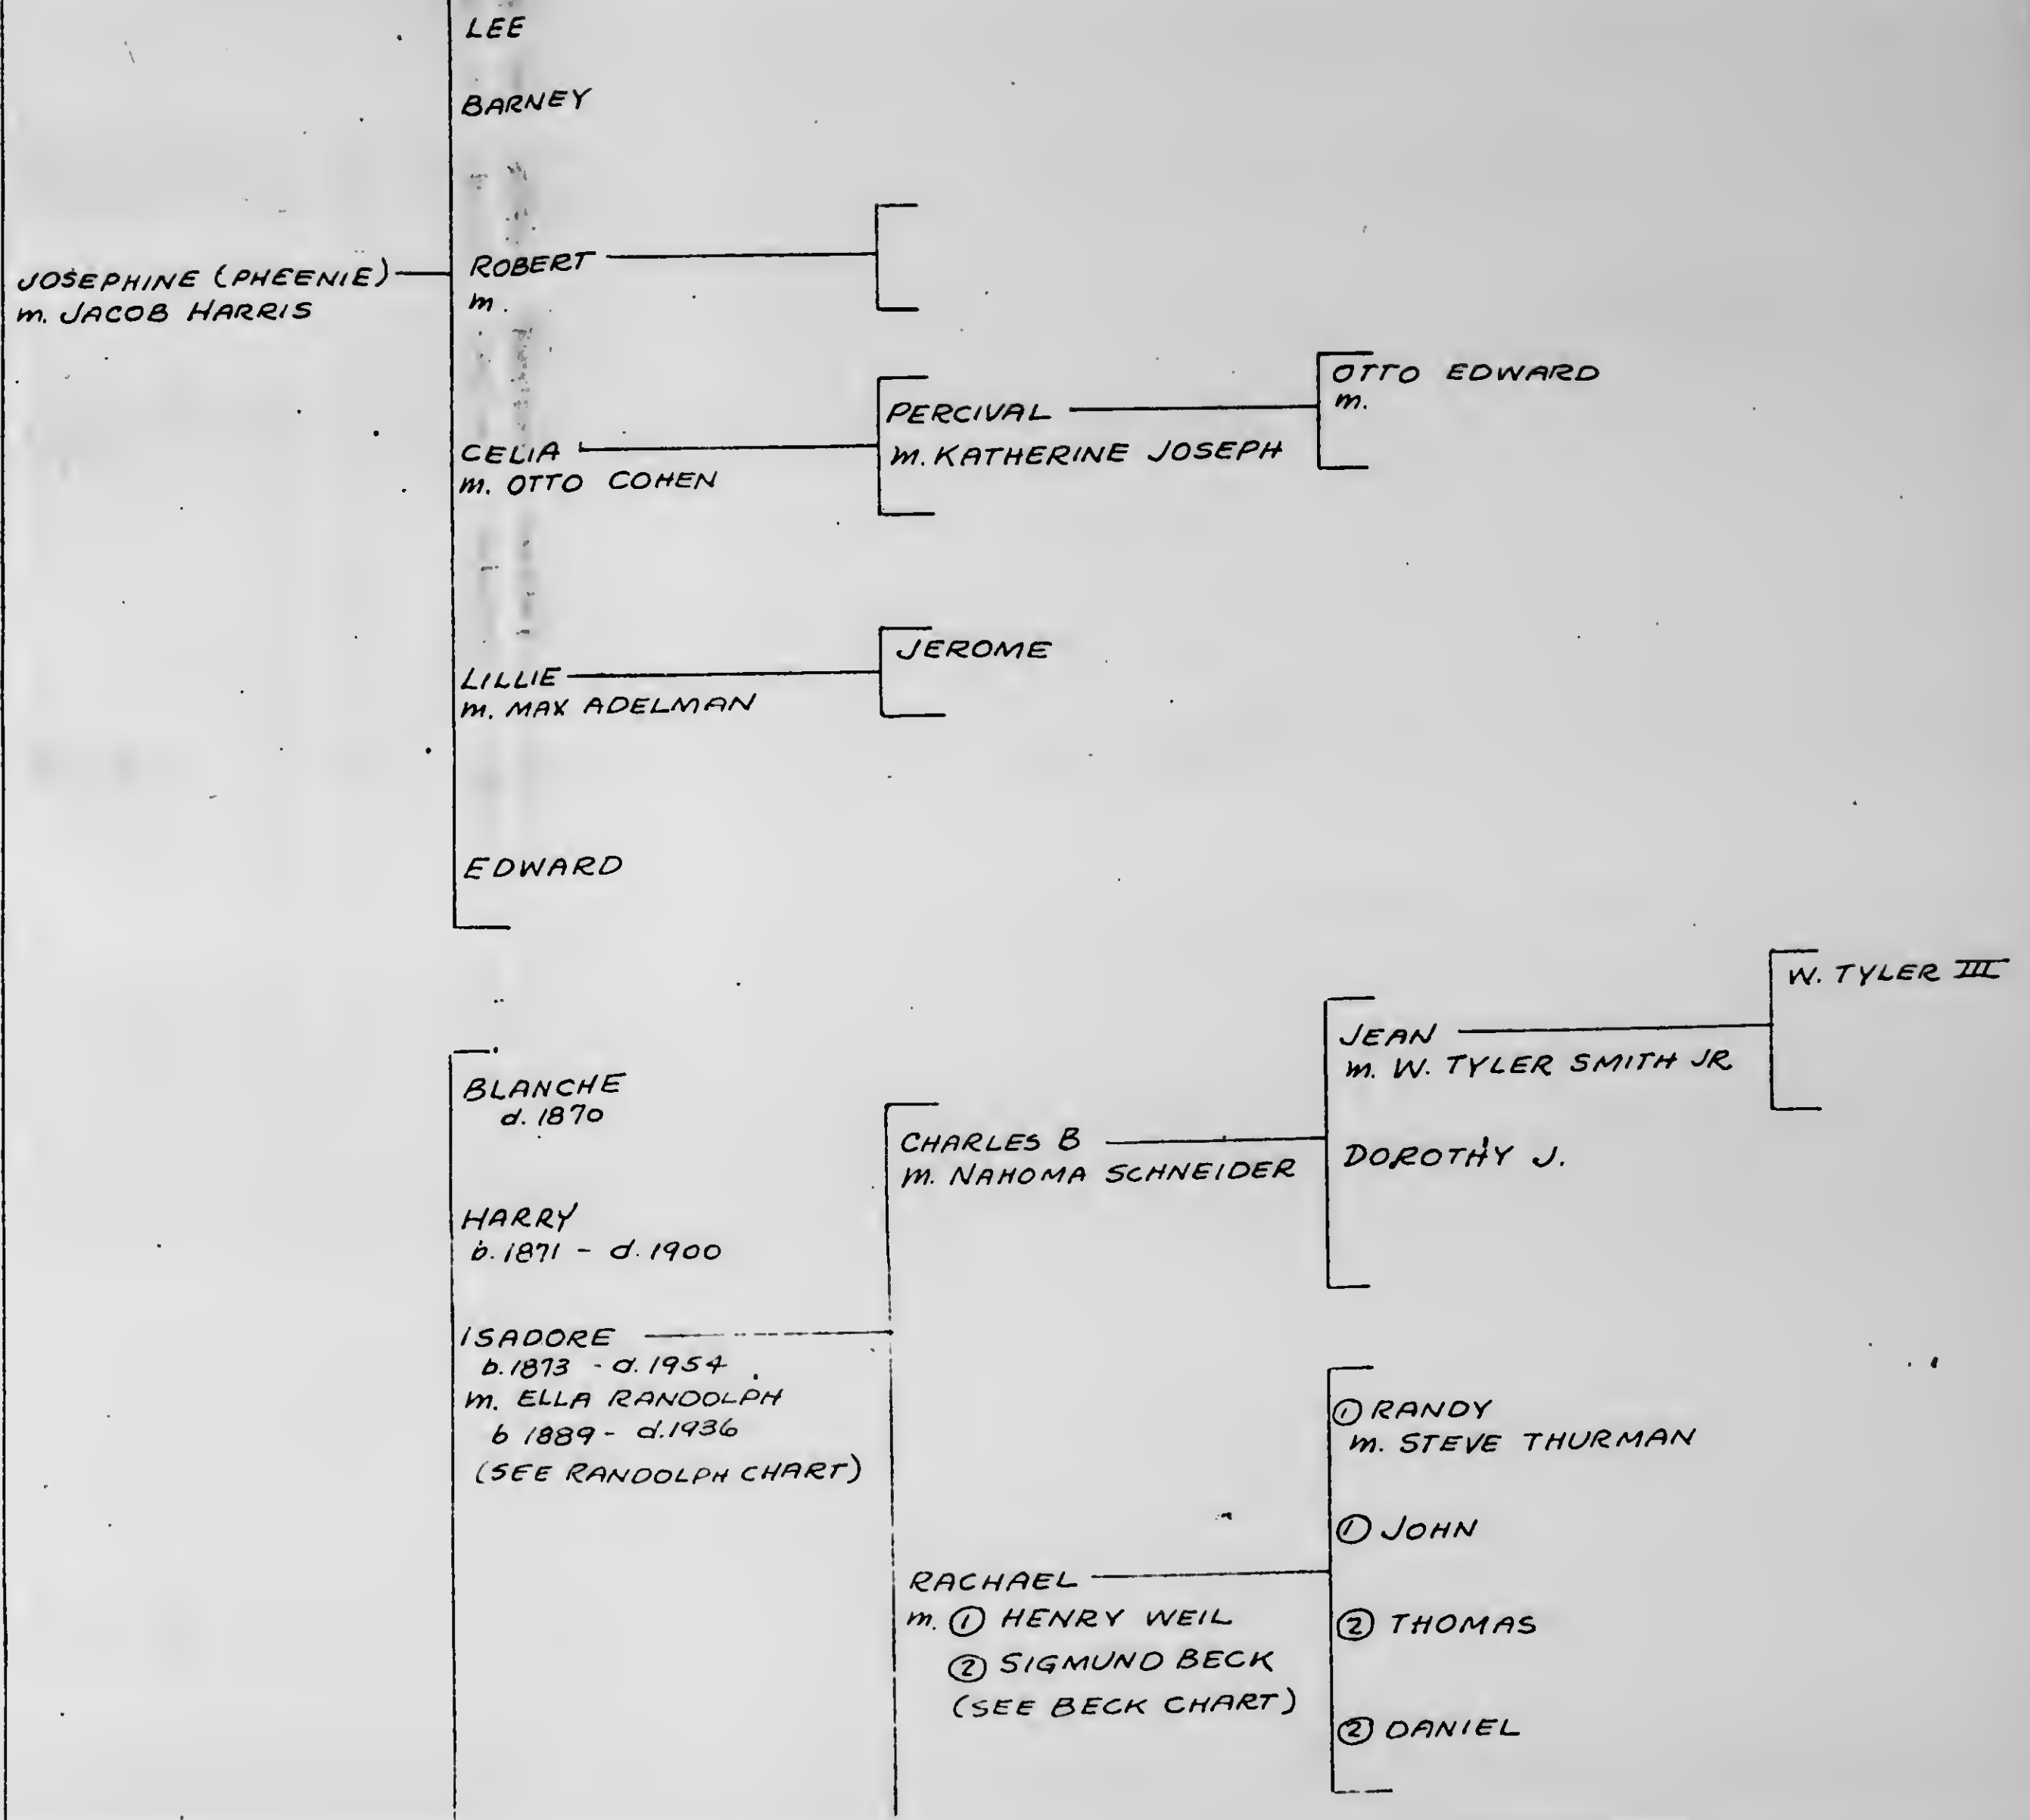 LEE
BARNEY
JOSEPHINE (PHEENIE)
m. JACOB HARRIS
ROBERT
m.
CELIA
m. OTTO COHEN
PERCIVAL
m. KATHERINE JOSEPH
OTTO EDWARD
m.
LILLIE
m. MAX ADELMAN
JEROME
EDWARD
BLANCHE
d. 1870
HARRY
b. 1871 - d. 1900
ISADORE
b. 1873 - d. 1954
m. ELLA RANDOLPH
b 1889 - d. 1936
(SEE RANDOLPH CHART)
CHARLES B
m. NAHOMA SCHNEIDER
JEAN
m. W. TYLER SMITH JR
W. TYLER III
DOROTHY J.
RACHAEL
m. ① HENRY WEIL
② SIGMUND BECK
(SEE BECK CHART)
① RANDY
m. STEVE THURMAN
① JOHN
② THOMAS
② DANIEL